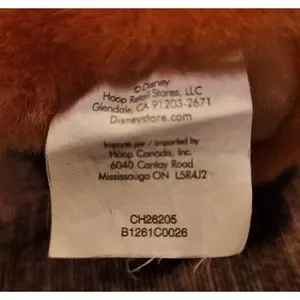 ©Disney
Hoop Retail Stores, LLC
Glendale, CA 91203-2671
Disneystore.com
Importé par / Imported by
Hoop Canada, Inc.
6040 Cantay Road
Mississauga ON L5R4J2
CH26205
B1261C0026